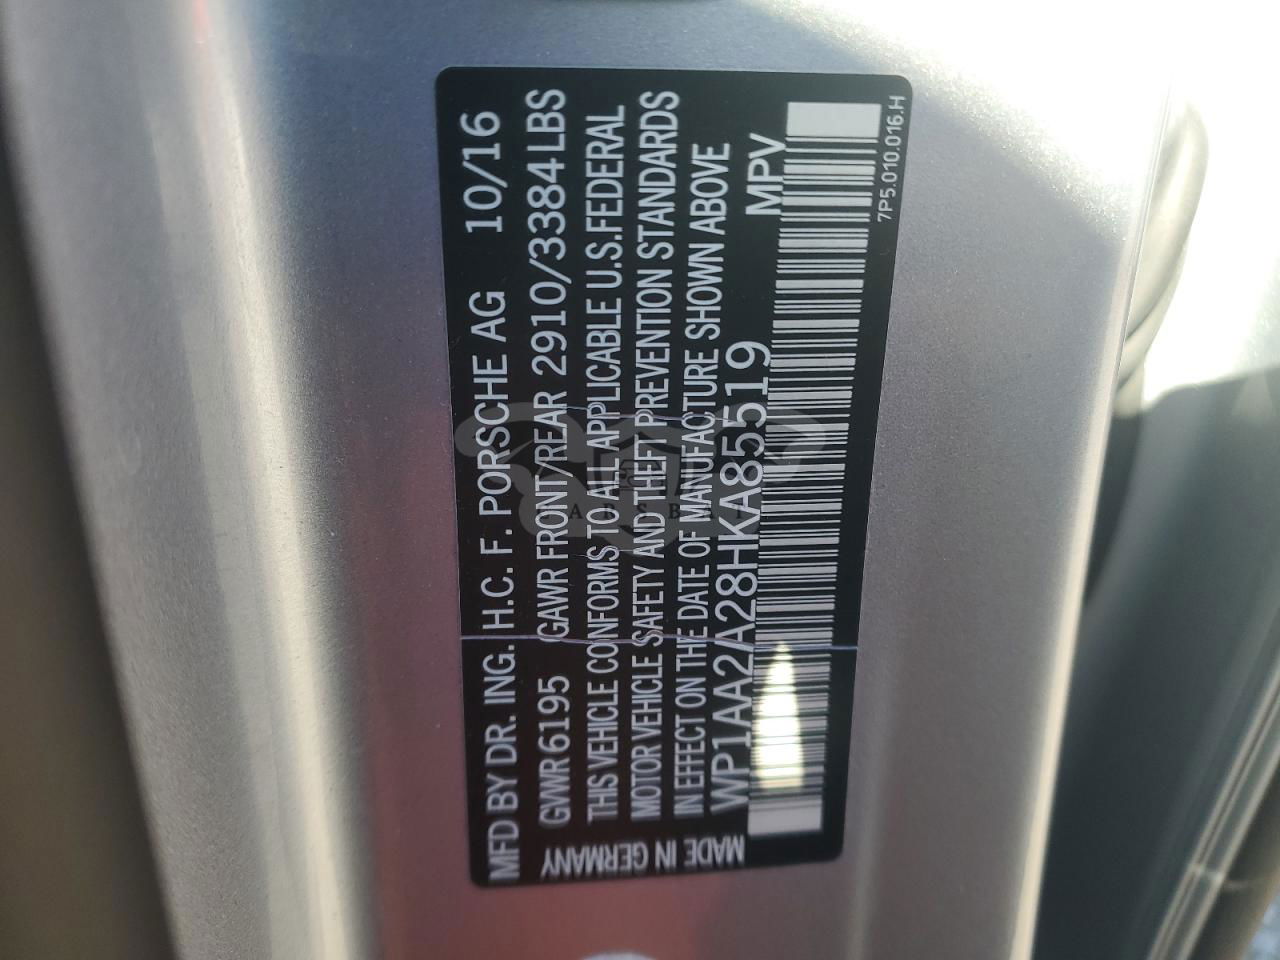 MFD BY DR. ING. H.C. F. PORSCHE AG 10/16
GVWR 6195 GAWR FRONT/REAR 2910/3384LBS
THIS VEHICLE CONFORMS TO ALL APPLICABLE U.S.FEDERAL
MOTOR VEHICLE SAFETY AND THEFT PREVENTION STANDARDS
IN EFFECT ON THE DATE OF MANUFACTURE SHOWN ABOVE
WP1AA2A28HKA85519 MPV
MADE IN GERMANY
7P5.010.016.H